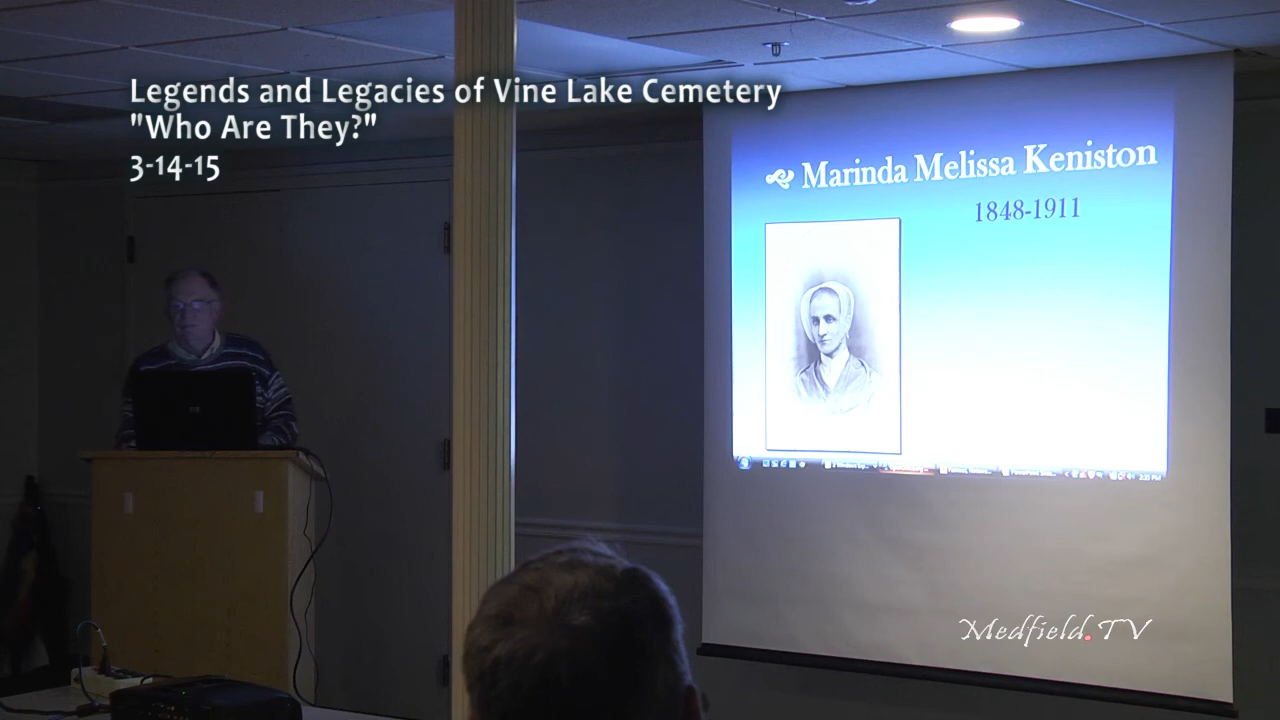 Legends and Legacies of Vine Lake Cemetery
"Who Are They?"
3-14-15
Marinda Melissa Keniston
1848-1911
Medfield.TV